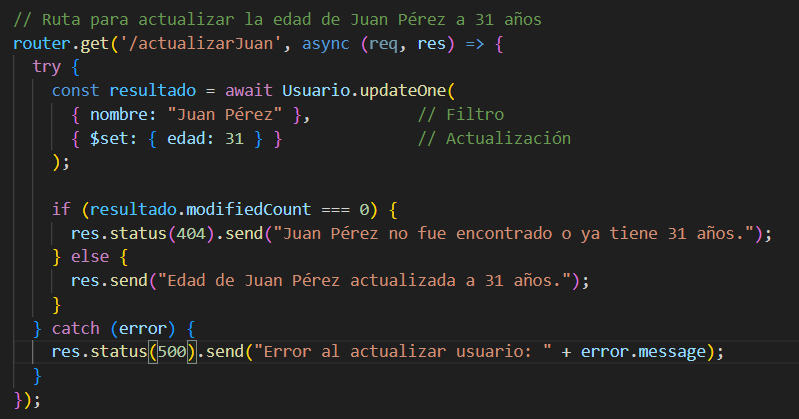 // Ruta para actualizar la edad de Juan Pérez a 31 años
router.get('/actualizarJuan', async (req, res) => {
  try {
    const resultado = await Usuario.updateOne(
      { nombre: "Juan Pérez" },           // Filtro
      { $set: { edad: 31 } }              // Actualización
    );

    if (resultado.modifiedCount === 0) {
      res.status(404).send("Juan Pérez no fue encontrado o ya tiene 31 años.");
    } else {
      res.send("Edad de Juan Pérez actualizada a 31 años.");
    }
  } catch (error) {
    res.status(500).send("Error al actualizar usuario: " + error.message);
  }
});